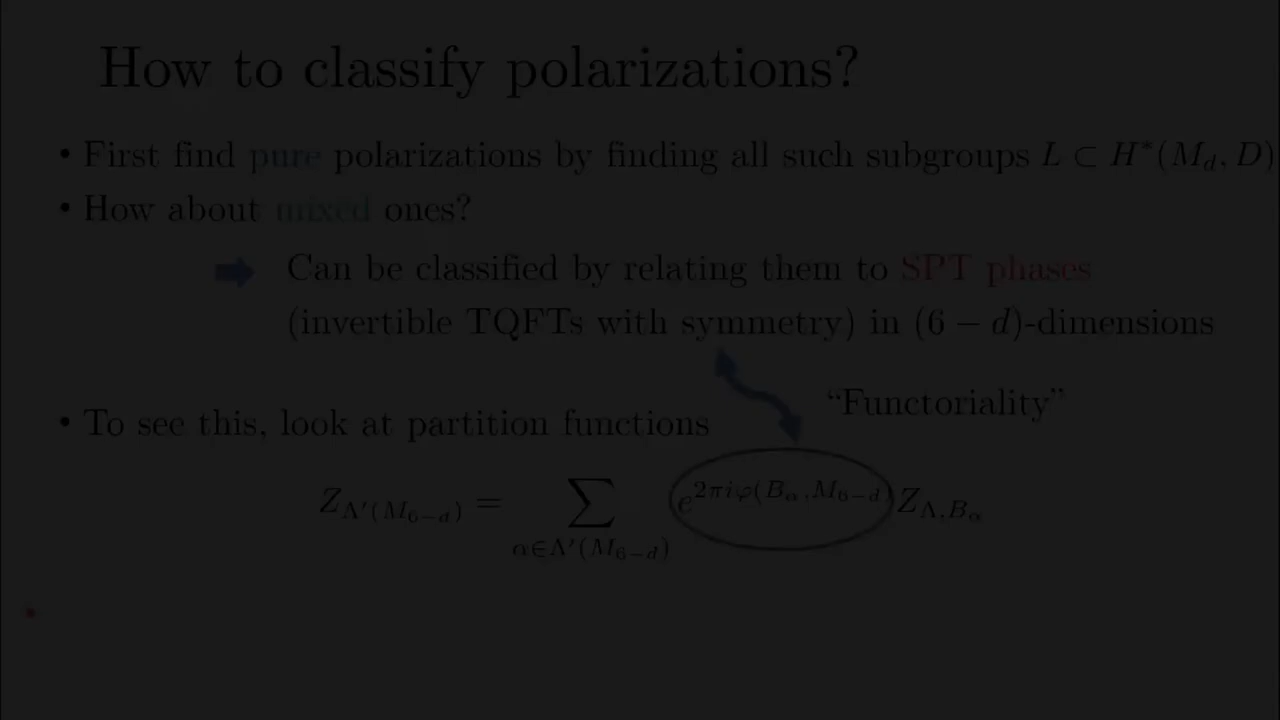 How to classify polarizations?
• First find pure polarizations by finding all such subgroups L ⊂ H*(M_d, D)
• How about mixed ones?
Can be classified by relating them to SPT phases
(invertible TQFTs with symmetry) in (6 − d)-dimensions
"Functoriality"
• To see this, look at partition functions
Z_{Λ'(M_{6−d})} = ∑_{α∈Λ'(M_{6−d})} e^{2πiφ(B_α,M_{6−d})} Z_{Λ,B_α}